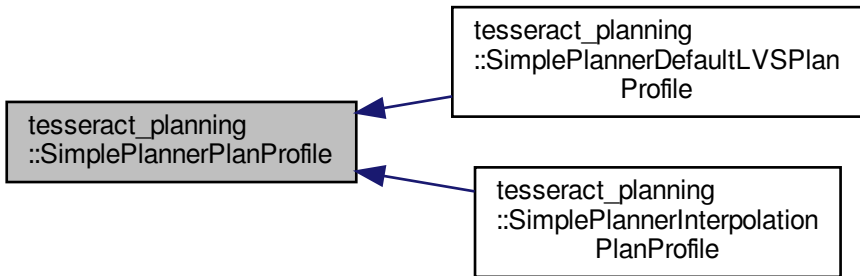 tesseract_planning
::SimplePlannerPlanProfile
tesseract_planning
::SimplePlannerDefaultLVSPlan
Profile
tesseract_planning
::SimplePlannerInterpolation
PlanProfile